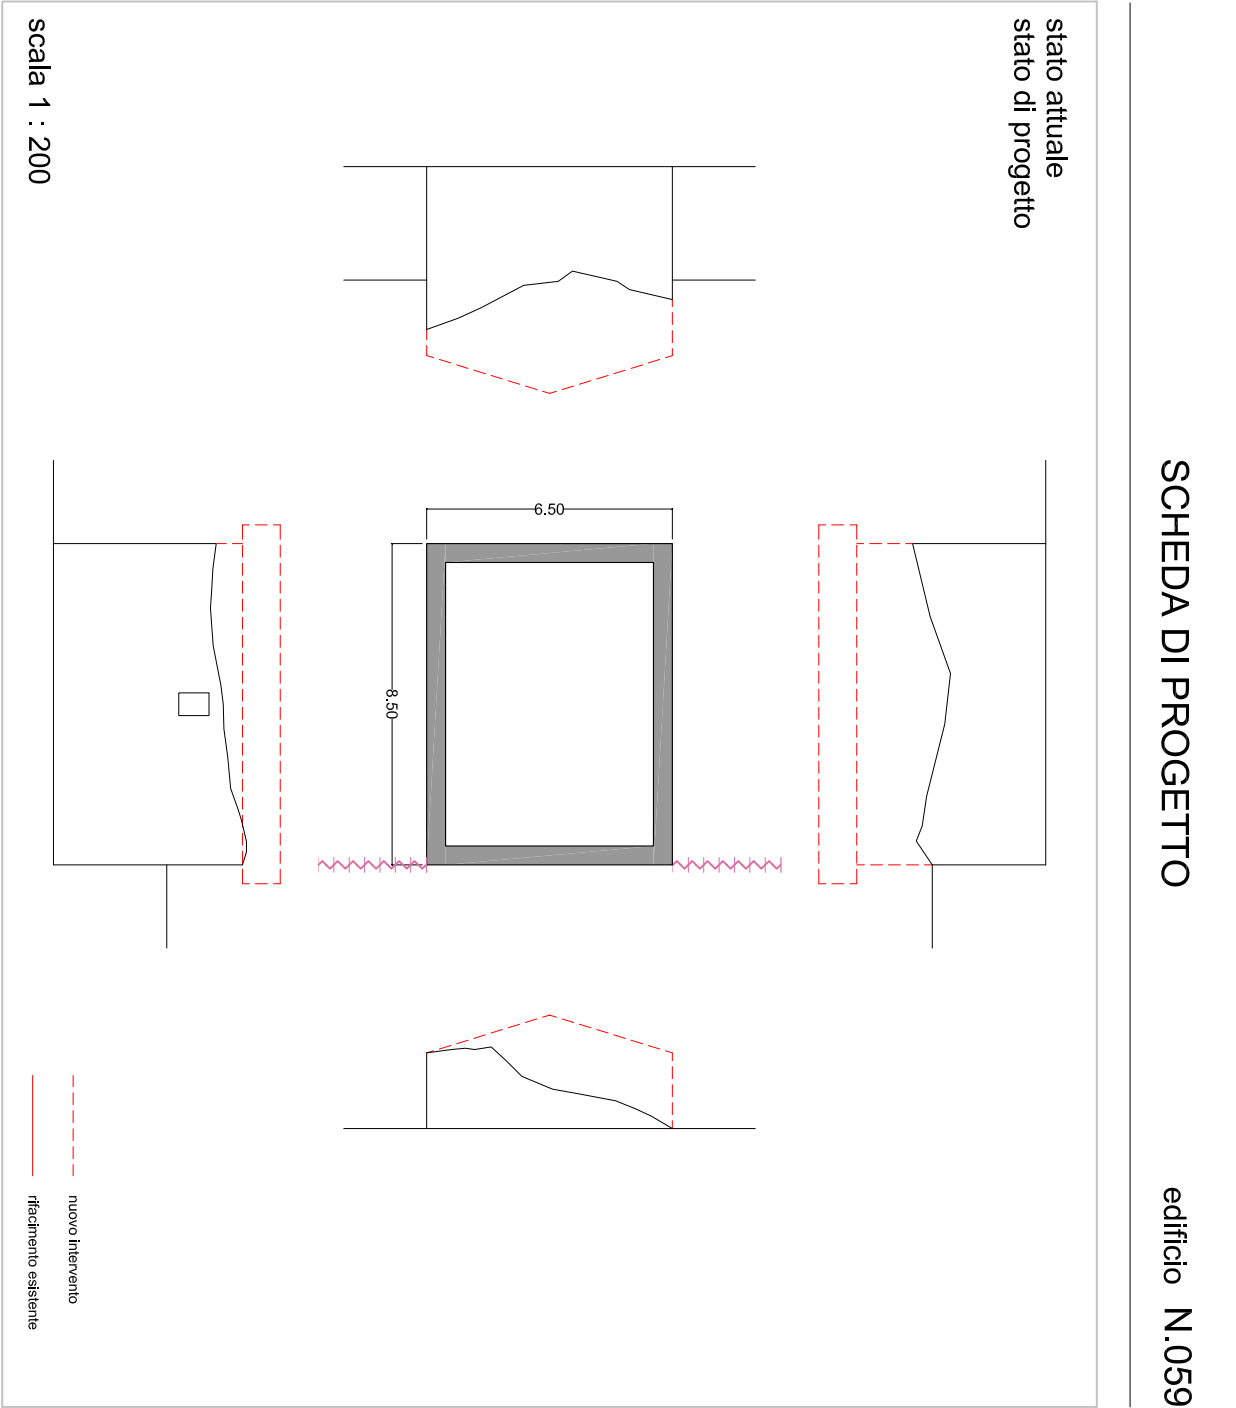 SCHEDA DI PROGETTO
edificio N.059
stato attuale
stato di progetto
6.50
8.50
nuovo intervento
rifacimento esistente
scala 1 : 200